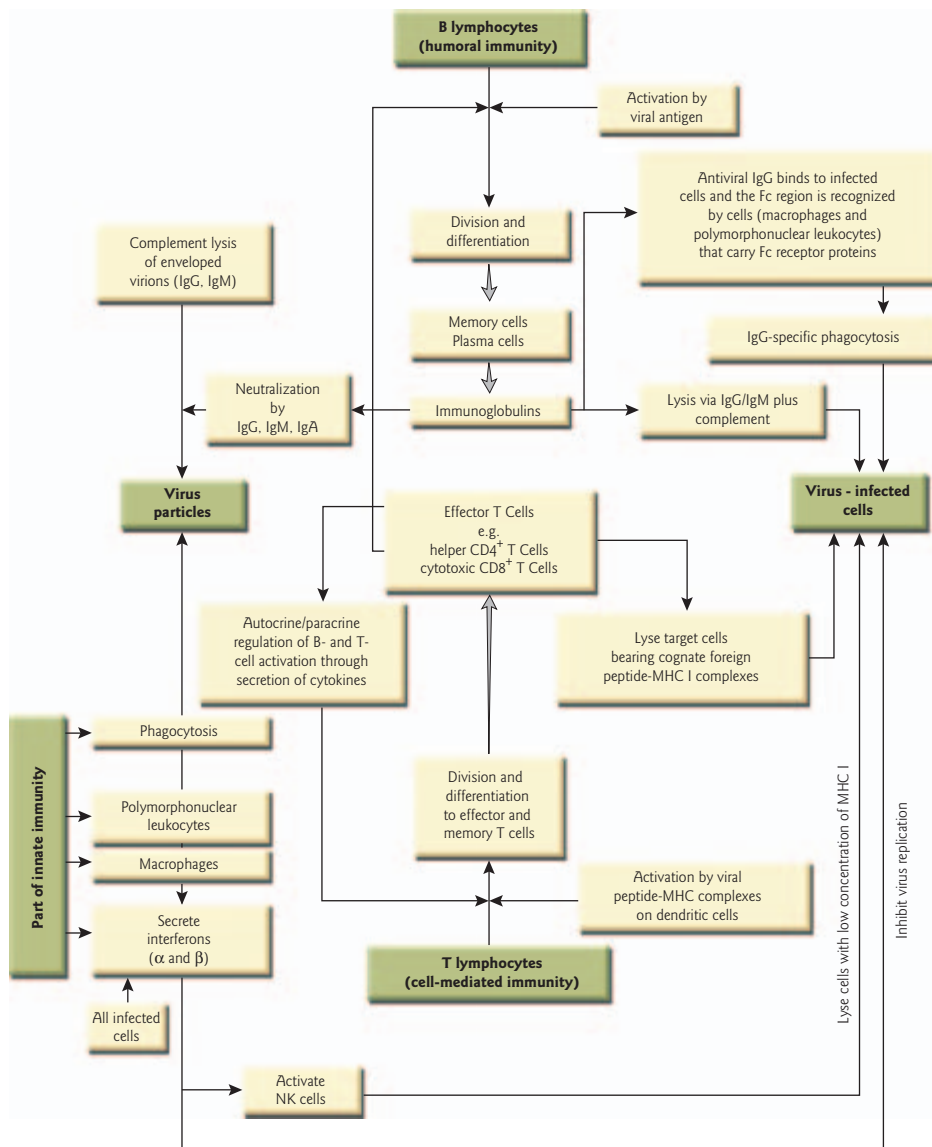 B lymphocytes
(humoral immunity)
Activation by
viral antigen
Antiviral IgG binds to infected
cells and the Fc region is recognized
by cells (macrophages and
polymorphonuclear leukocytes)
that carry Fc receptor proteins
Division and
differentiation
Complement lysis
of enveloped
virions (IgG, IgM)
Memory cells
Plasma cells
IgG-specific phagocytosis
Neutralization
by
IgG, IgM, IgA
Immunoglobulins
Lysis via IgG/IgM plus
complement
Virus
particles
Virus - infected
cells
Effector T Cells
e.g.
helper CD4+ T Cells
cytotoxic CD8+ T Cells
Autocrine/paracrine
regulation of B- and T-
cell activation through
secretion of cytokines
Lyse target cells
bearing cognate foreign
peptide-MHC I complexes
Part of innate immunity
Phagocytosis
Polymorphonuclear
leukocytes
Macrophages
Secrete
interferons
(α and β)
All infected
cells
Division and
differentiation
to effector and
memory T cells
Activation by viral
peptide-MHC complexes
on dendritic cells
T lymphocytes
(cell-mediated immunity)
Lyse cells with low concentration of MHC I
Inhibit virus replication
Activate
NK cells